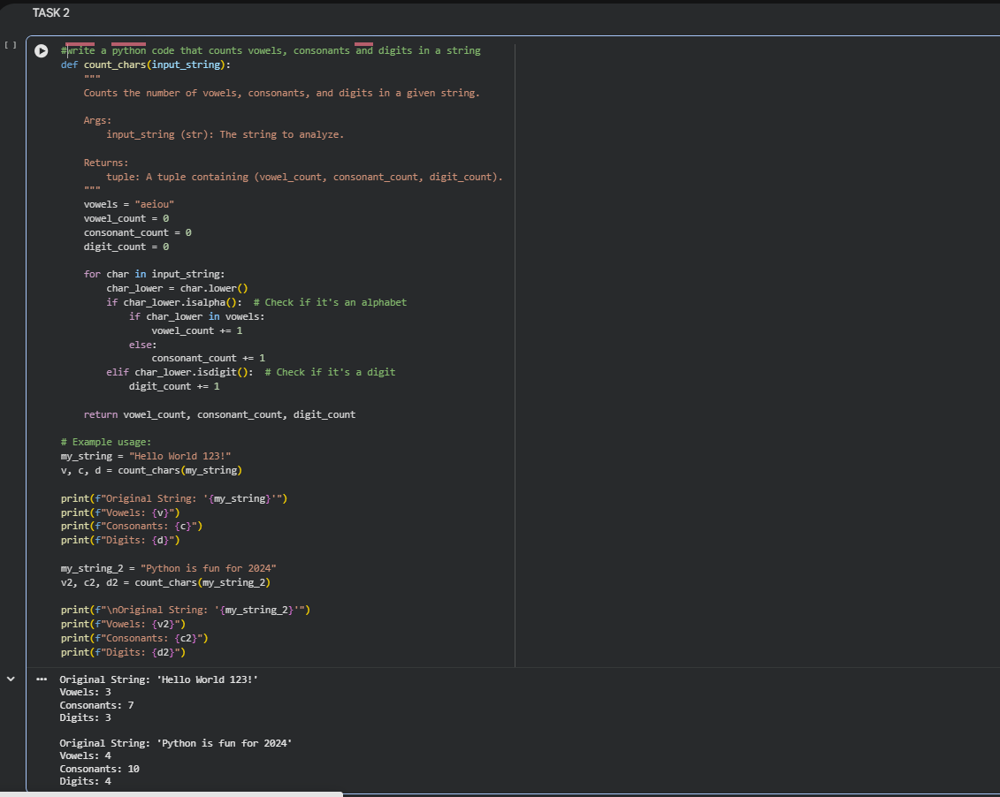 TASK 2
[ ]
#write a python code that counts vowels, consonants and digits in a string
def count_chars(input_string):
    """
    Counts the number of vowels, consonants, and digits in a given string.

    Args:
        input_string (str): The string to analyze.

    Returns:
        tuple: A tuple containing (vowel_count, consonant_count, digit_count).
    """
    vowels = "aeiou"
    vowel_count = 0
    consonant_count = 0
    digit_count = 0

    for char in input_string:
        char_lower = char.lower()
        if char_lower.isalpha():  # Check if it's an alphabet
            if char_lower in vowels:
                vowel_count += 1
            else:
                consonant_count += 1
        elif char_lower.isdigit():  # Check if it's a digit
            digit_count += 1

    return vowel_count, consonant_count, digit_count

# Example usage:
my_string = "Hello World 123!"
v, c, d = count_chars(my_string)

print(f"Original String: '{my_string}'")
print(f"Vowels: {v}")
print(f"Consonants: {c}")
print(f"Digits: {d}")

my_string_2 = "Python is fun for 2024"
v2, c2, d2 = count_chars(my_string_2)

print(f"\nOriginal String: '{my_string_2}'")
print(f"Vowels: {v2}")
print(f"Consonants: {c2}")
print(f"Digits: {d2}")

Original String: 'Hello World 123!'
Vowels: 3
Consonants: 7
Digits: 3

Original String: 'Python is fun for 2024'
Vowels: 4
Consonants: 10
Digits: 4